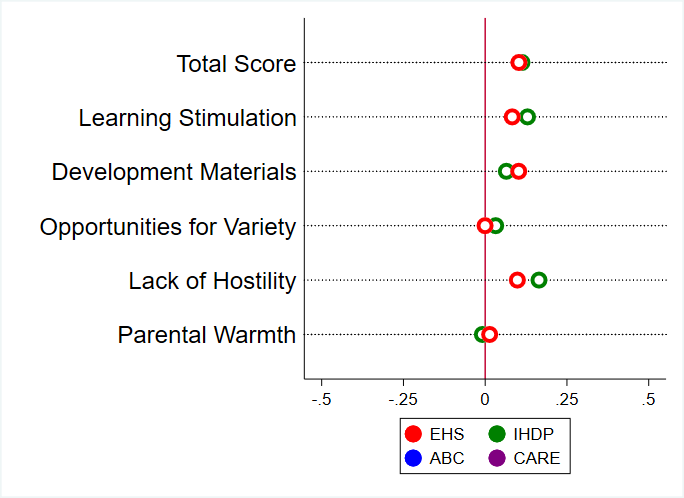 Total Score
Learning Stimulation
Development Materials
Opportunities for Variety
Lack of Hostility
Parental Warmth
-.5 -.25 0 .25 .5
EHS IHDP
ABC CARE